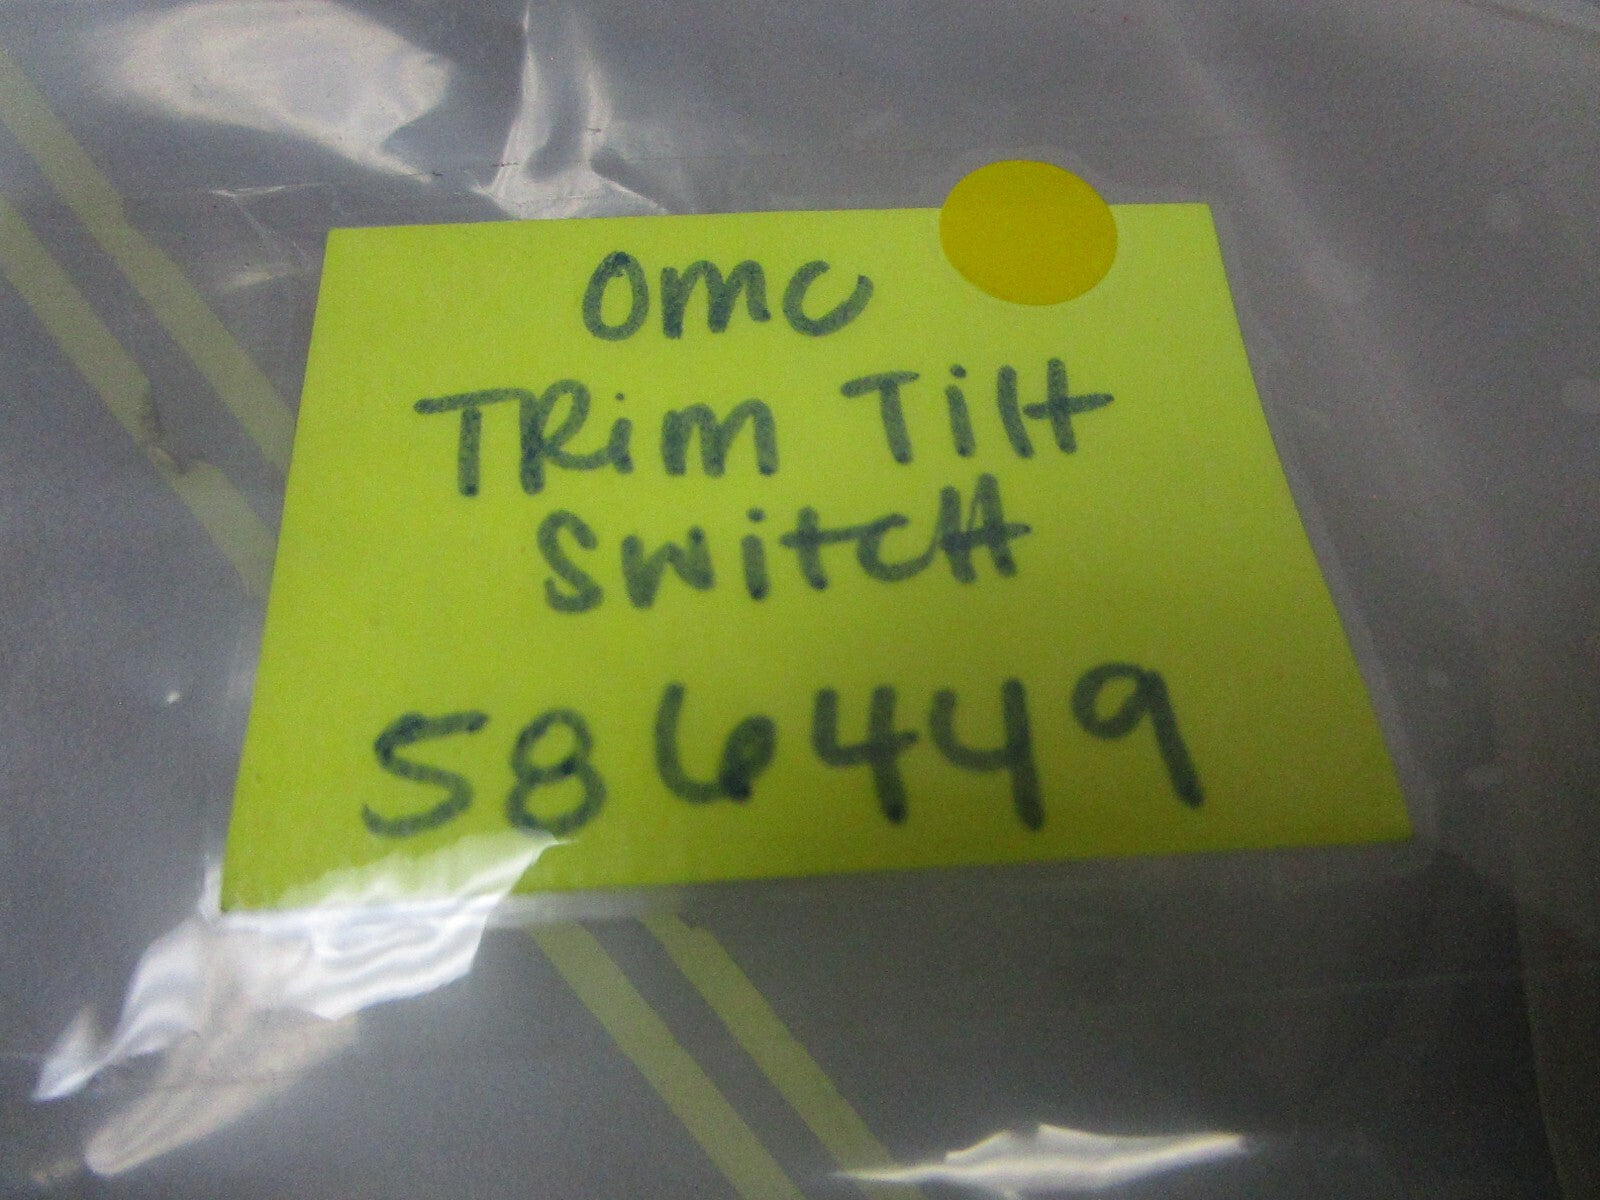 OMC
TRim Tilt
SWitCH
586449